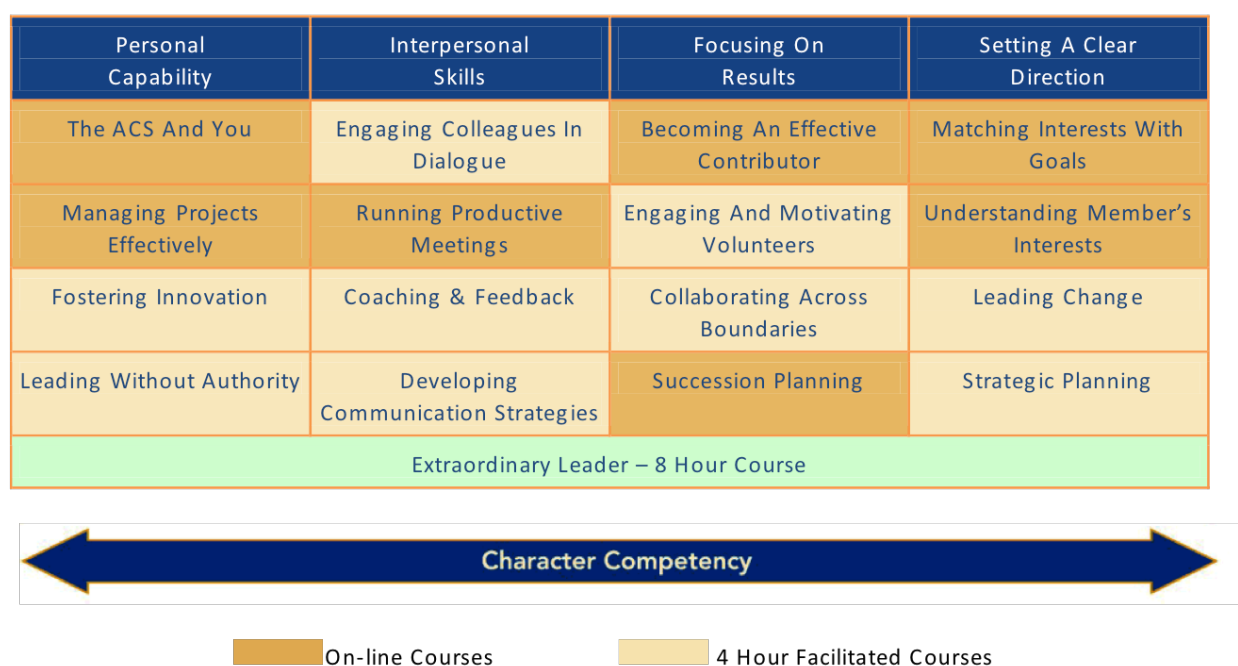 Personal
Capability
Interpersonal
Skills
Focusing On
Results
Setting A Clear
Direction
The ACS And You
Engaging Colleagues In
Dialogue
Becoming An Effective
Contributor
Matching Interests With
Goals
Managing Projects
Effectively
Running Productive
Meetings
Engaging And Motivating
Volunteers
Understanding Member’s
Interests
Fostering Innovation
Coaching & Feedback
Collaborating Across
Boundaries
Leading Change
Leading Without Authority
Developing
Communication Strategies
Succession Planning
Strategic Planning
Extraordinary Leader – 8 Hour Course
Character Competency
On-line Courses
4 Hour Facilitated Courses